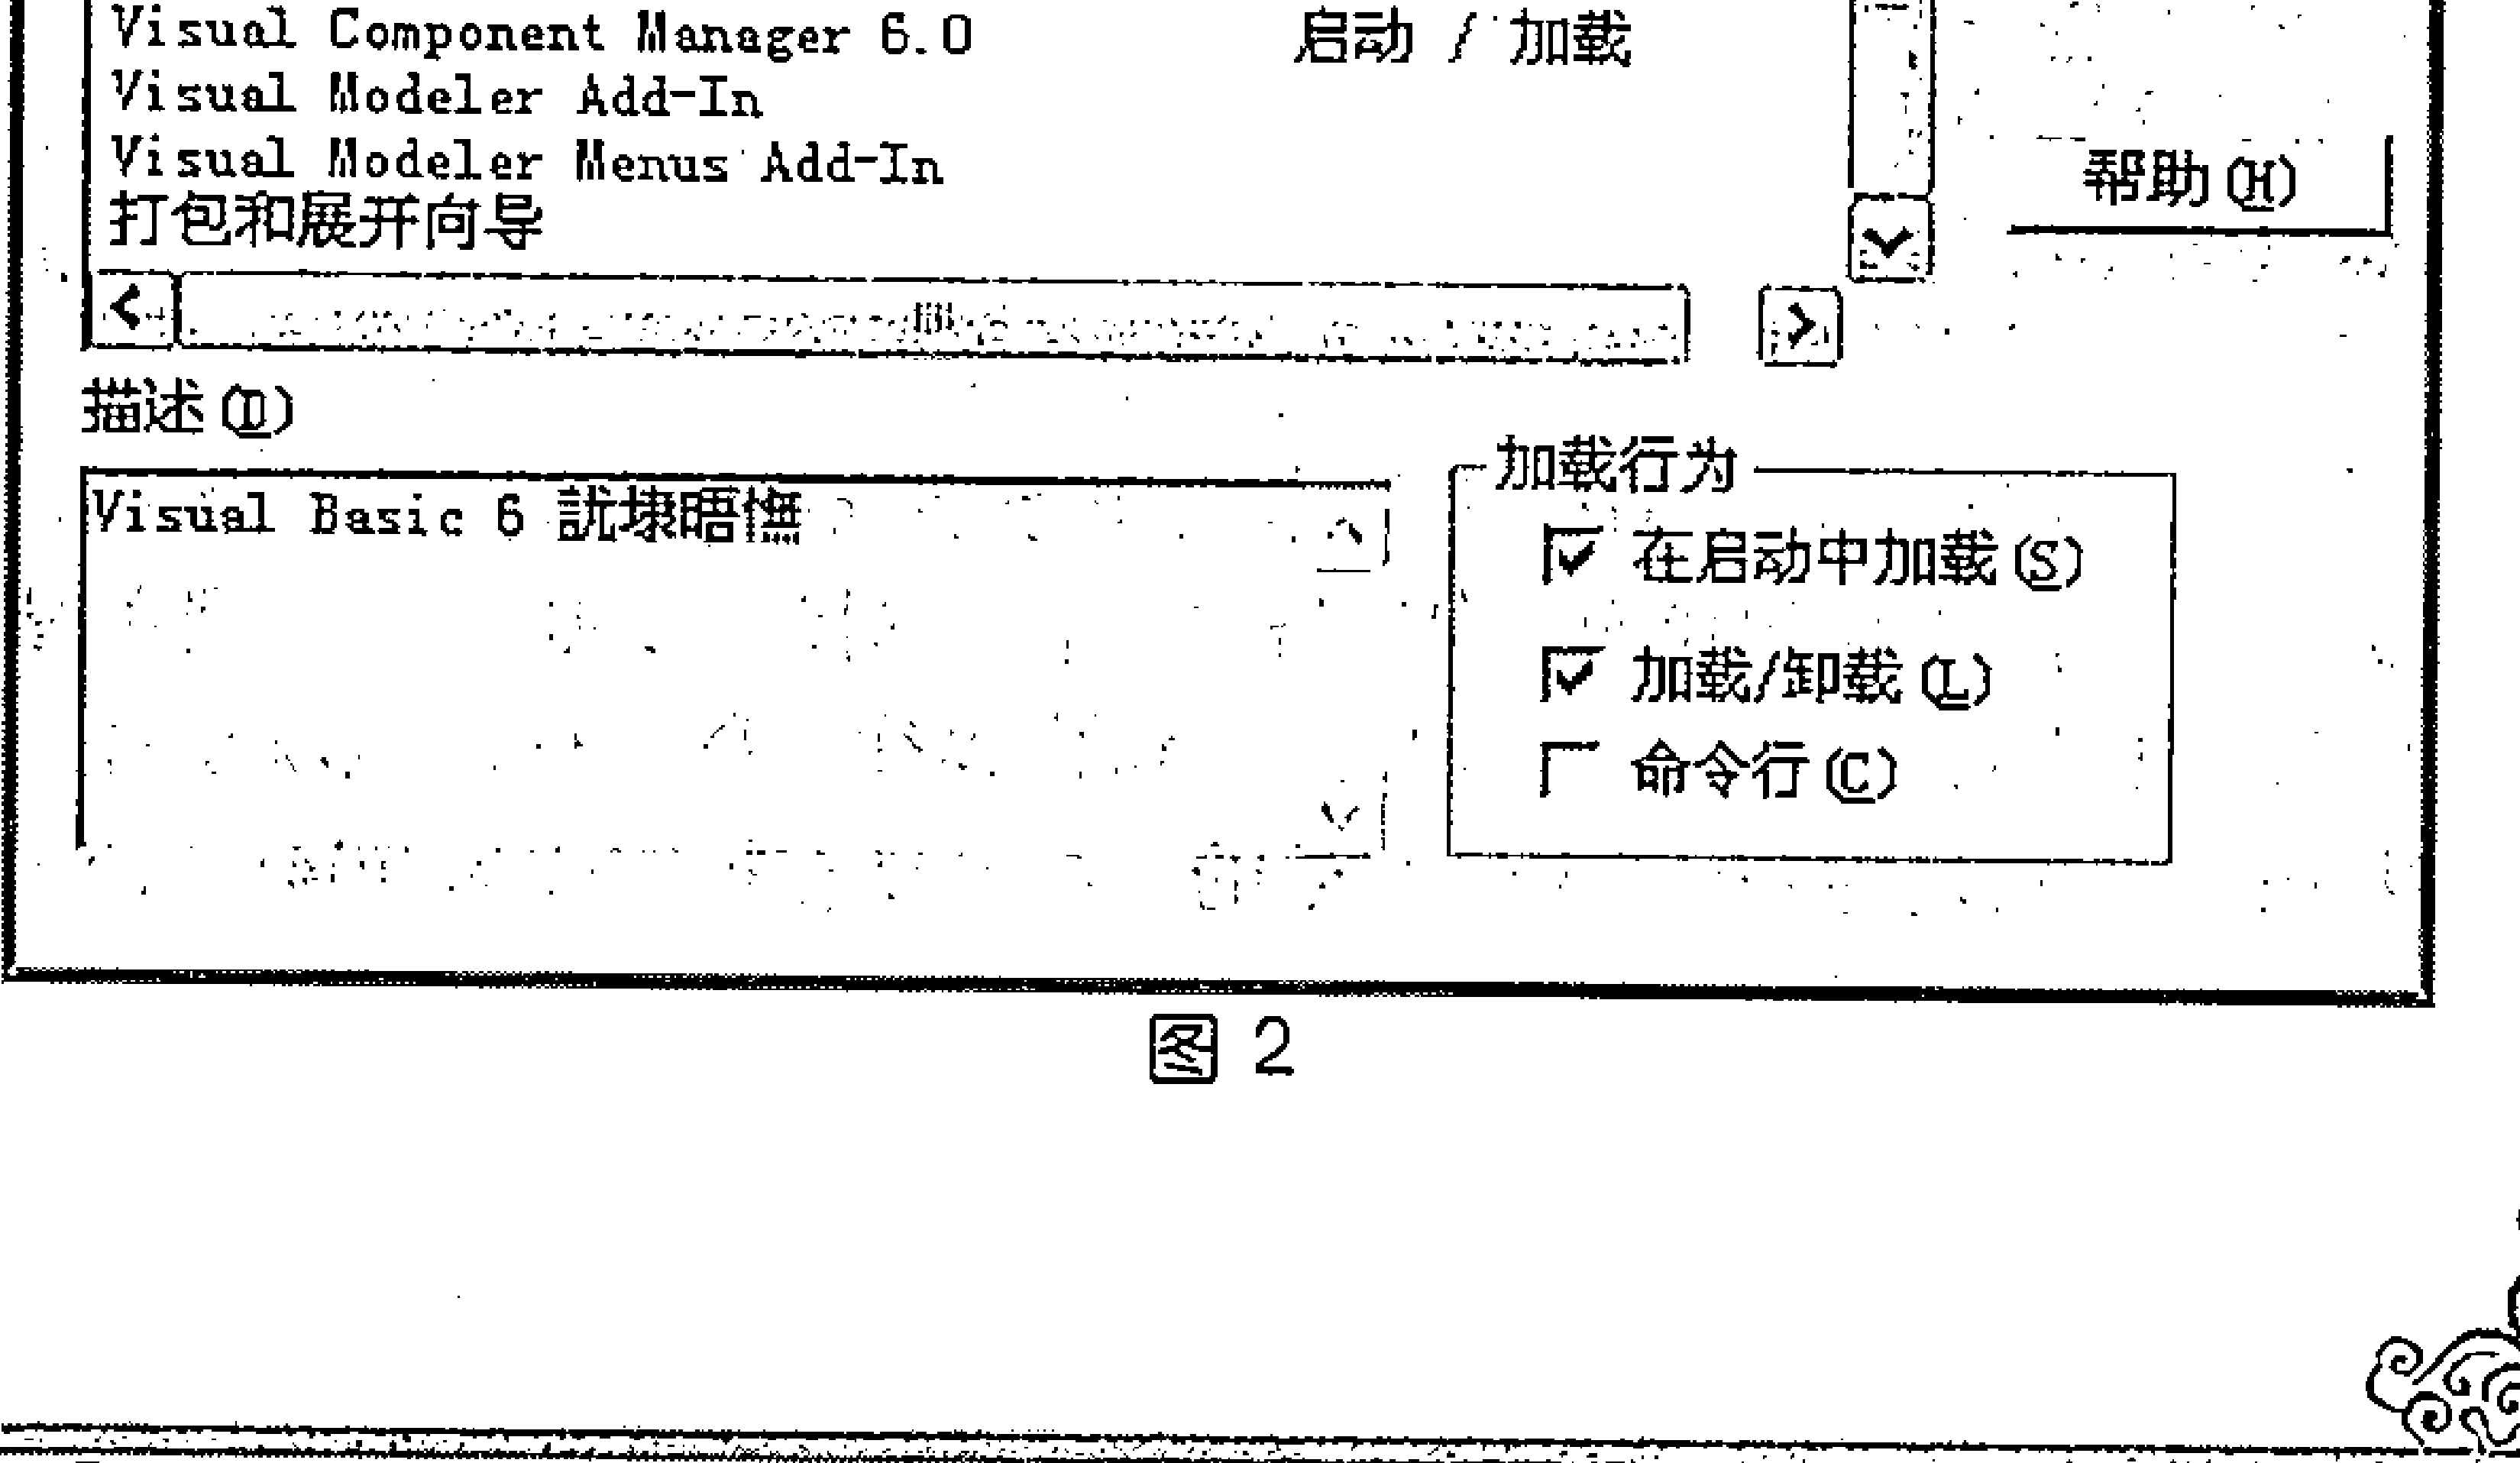 Visual Component Manager 6.0 启动 / 加载
Visual Modeler Add-In
Visual Modeler Menus Add-In
打包和展开向导
帮助(H)
描述(D)
加载行为
Visual Basic 6
在启动中加载(S)
加载/卸载(L)
命令行(C)
图 2